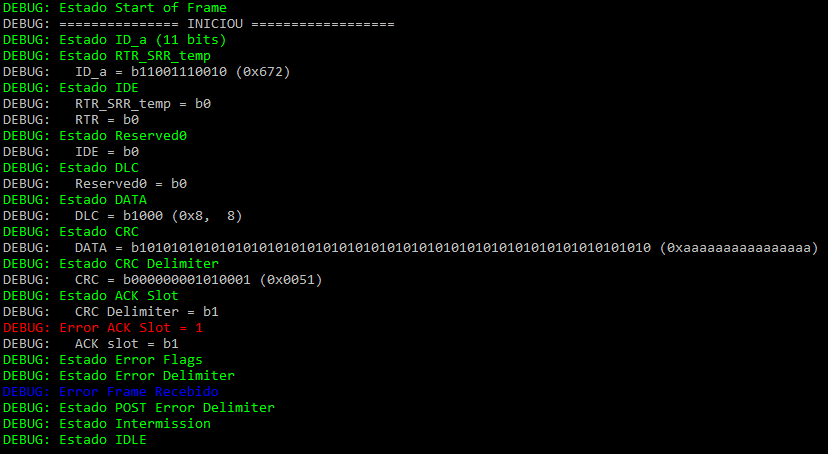 DEBUG: Estado Start of Frame
DEBUG: =============== INICIOU ==================
DEBUG: Estado ID_a (11 bits)
DEBUG: Estado RTR_SRR_temp
DEBUG:   ID_a = b11001110010 (0x672)
DEBUG: Estado IDE
DEBUG:   RTR_SRR_temp = b0
DEBUG:   RTR = b0
DEBUG: Estado Reserved0
DEBUG:   IDE = b0
DEBUG: Estado DLC
DEBUG:   Reserved0 = b0
DEBUG: Estado DATA
DEBUG:   DLC = b1000 (0x8,  8)
DEBUG: Estado CRC
DEBUG:   DATA = b1010101010101010101010101010101010101010101010101010101010101010 (0xaaaaaaaaaaaaaaaa)
DEBUG: Estado CRC Delimiter
DEBUG:   CRC = b000000001010001 (0x0051)
DEBUG: Estado ACK Slot
DEBUG:   CRC Delimiter = b1
DEBUG: Error ACK Slot = 1
DEBUG:   ACK slot = b1
DEBUG: Estado Error Flags
DEBUG: Estado Error Delimiter
DEBUG: Error Frame Recebido
DEBUG: Estado POST Error Delimiter
DEBUG: Estado Intermission
DEBUG: Estado IDLE